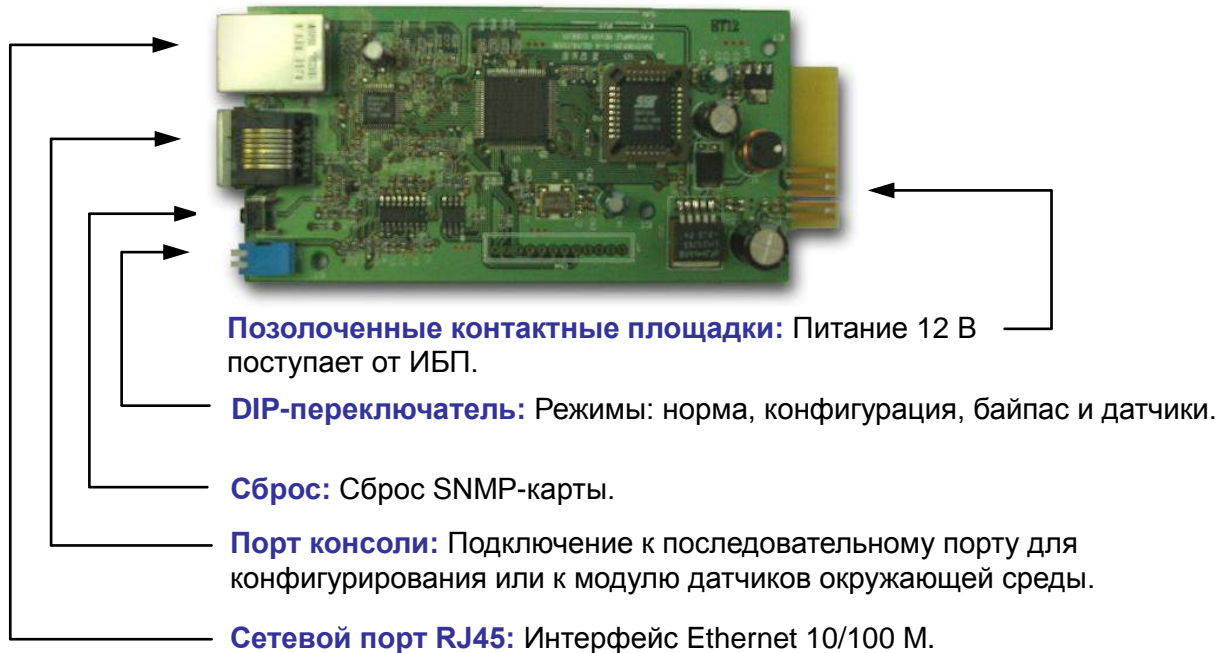 BT12
SST
Позолоченные контактные площадки: Питание 12 В
поступает от ИБП.
DIP-переключатель: Режимы: норма, конфигурация, байпас и датчики.
Сброс: Сброс SNMP-карты.
Порт консоли: Подключение к последовательному порту для
конфигурирования или к модулю датчиков окружающей среды.
Сетевой порт RJ45: Интерфейс Ethernet 10/100 М.